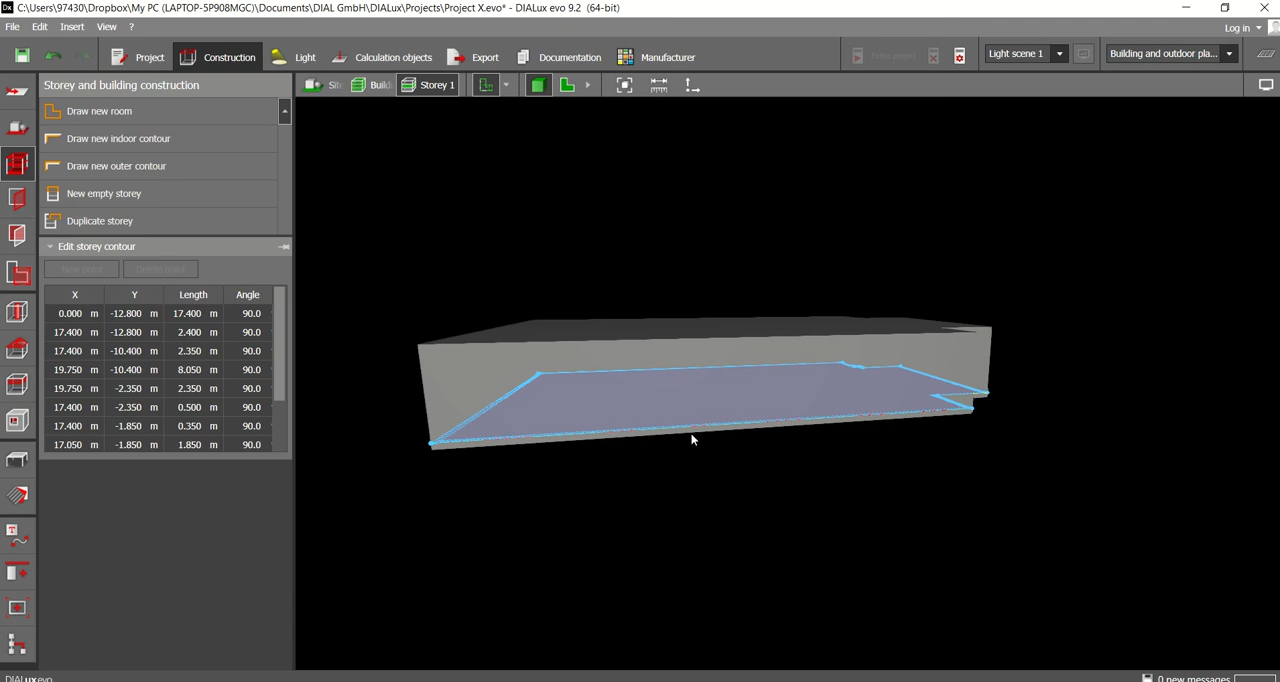 C:\Users\97430\Dropbox\My PC (LAPTOP-5P908MGC)\Documents\DIAL GmbH\DIALux\Projects\Project X.evo* - DIALux evo 9.2 (64-bit)
File Edit Insert View ?
Log in
Project Construction Light Calculation objects Export Documentation Manufacturer
Entire project
Light scene 1
Building and outdoor pla...
Storey and building construction
Site Buildi Storey 1
Draw new room
Draw new indoor contour
Draw new outer contour
New empty storey
Duplicate storey
Edit storey contour
New point Delete point
X Y Length Angle
0.000 m -12.800 m 17.400 m 90.0
17.400 m -12.800 m 2.400 m 90.0
17.400 m -10.400 m 2.350 m 90.0
19.750 m -10.400 m 8.050 m 90.0
19.750 m -2.350 m 2.350 m 90.0
17.400 m -2.350 m 0.500 m 90.0
17.400 m -1.850 m 0.350 m 90.0
17.050 m -1.850 m 1.850 m 90.0
DIALux evo
0 new messages